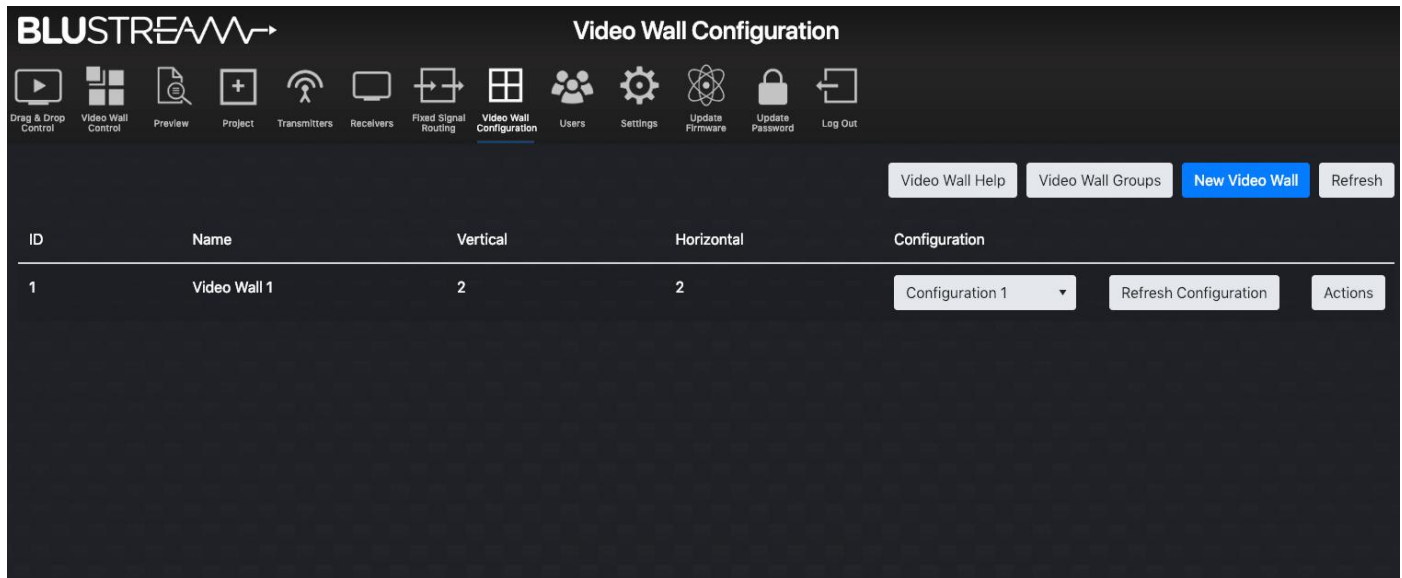 BLUSTREAM
Video Wall Configuration
Drag & Drop
Control
Video Wall
Control
Preview
Project
Transmitters
Receivers
Fixed Signal
Routing
Video Wall
Configuration
Users
Settings
Update
Firmware
Update
Password
Log Out
Video Wall Help
Video Wall Groups
New Video Wall
Refresh
ID Name Vertical Horizontal Configuration
1 Video Wall 1 2 2 Configuration 1 Refresh Configuration Actions